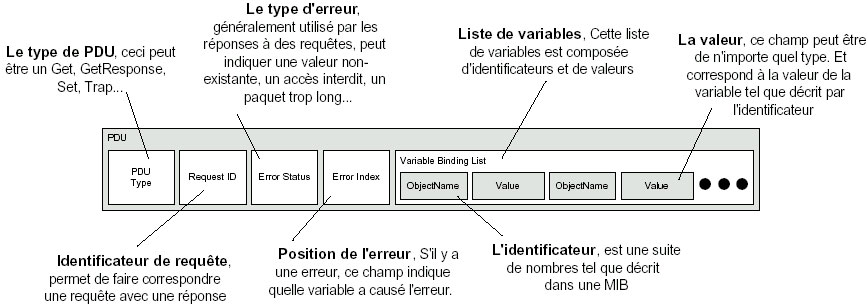 Le type de PDU, ceci peut
être un Get, GetResponse,
Set, Trap...
Le type d'erreur,
généralement utilisé par les
réponses à des requêtes, peut
indiquer une valeur non-
existante, un accès interdit, un
paquet trop long...
Liste de variables, Cette liste
de variables est composée
d'identificateurs et de valeurs
La valeur, ce champ peut être
de n'importe quel type. Et
correspond à la valeur de la
variable tel que décrit par
l'identificateur
PDU
PDU
Type
Request ID
Error Status
Error Index
Variable Binding List
ObjectName
Value
ObjectName
Value
Identificateur de requête,
permet de faire correspondre
une requête avec une réponse
Position de l'erreur, S'il y a
une erreur, ce champ indique
quelle variable a causé l'erreur.
L'identificateur, est une suite
de nombres tel que décrit
dans une MIB